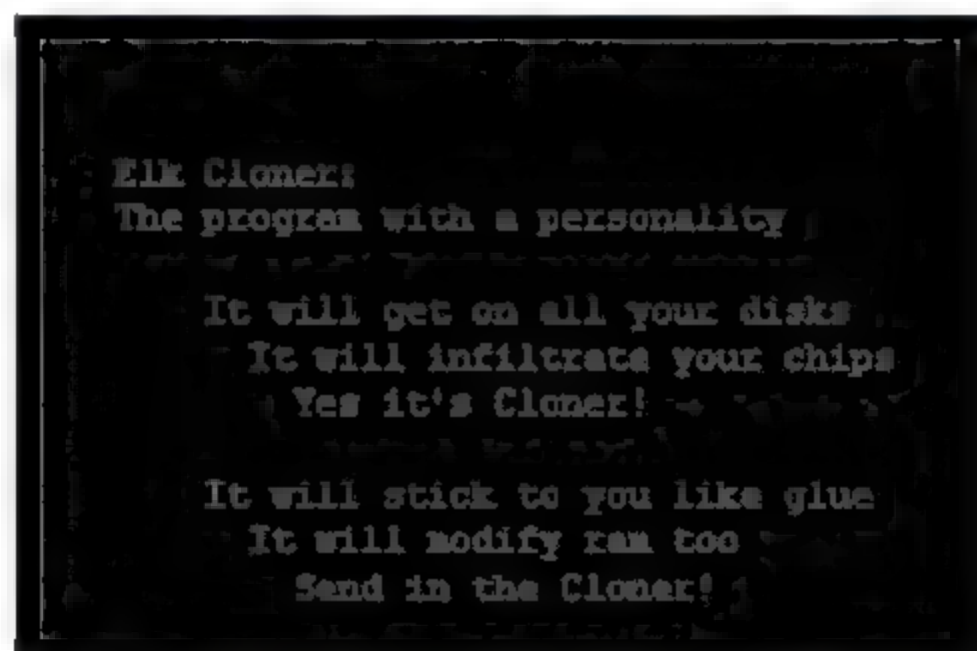 Elk Cloner:
The program with a personality
It will get on all your disks
It will infiltrate your chips
Yes it's Cloner!
It will stick to you like glue
It will modify ram too
Send in the Cloner!